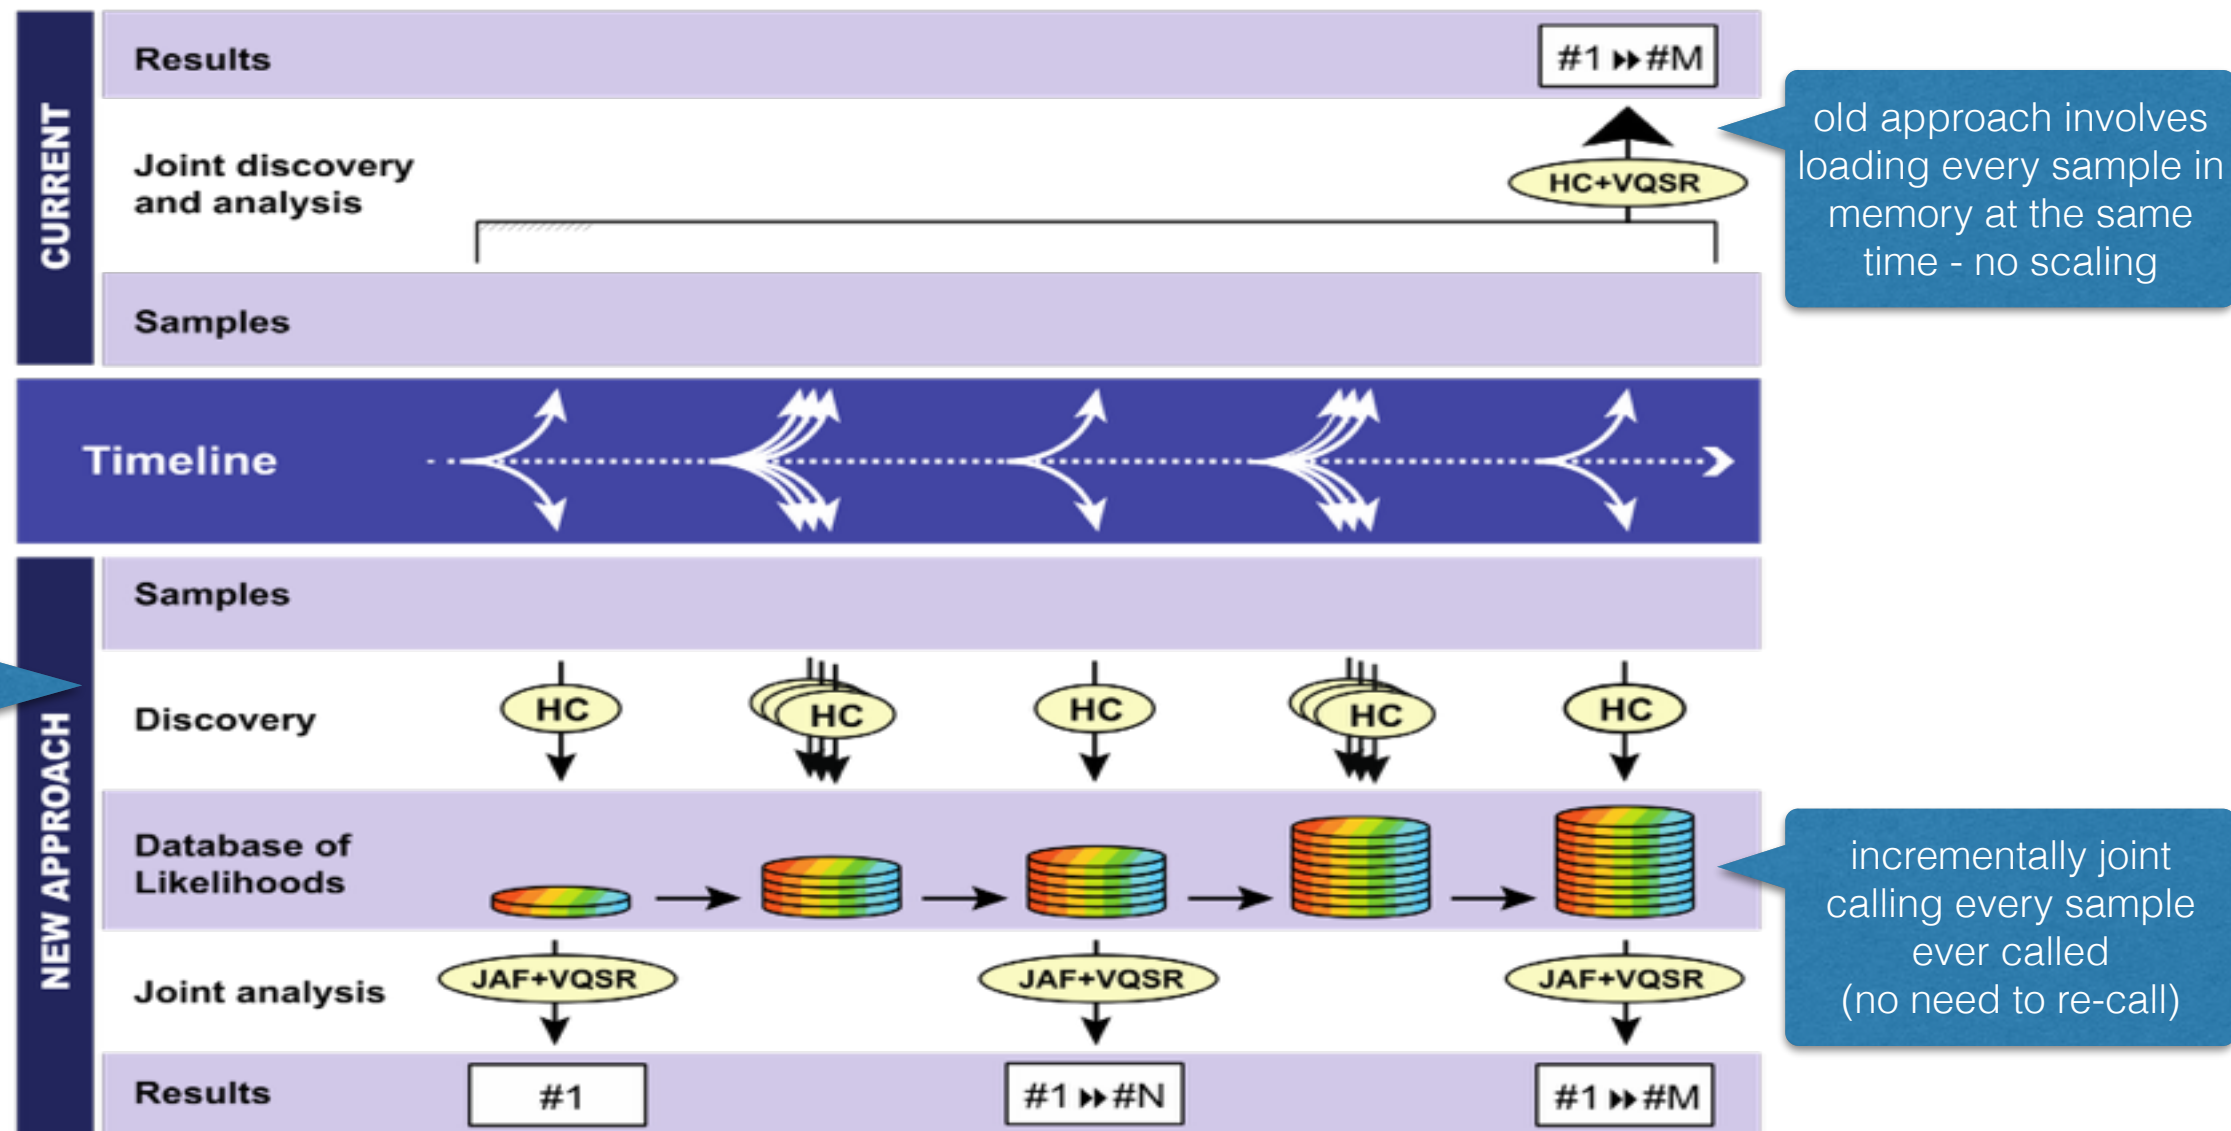 CURRENT
Results
#1 ▸▸ #M
Joint discovery
and analysis
HC+VQSR
Samples
old approach involves
loading every sample in
memory at the same
time - no scaling
Timeline
NEW APPROACH
Samples
Discovery
HC
HC
HC
HC
HC
Database of
Likelihoods
incrementally joint
calling every sample
ever called
(no need to re-call)
Joint analysis
JAF+VQSR
JAF+VQSR
JAF+VQSR
Results
#1
#1 ▸▸ #N
#1 ▸▸ #M